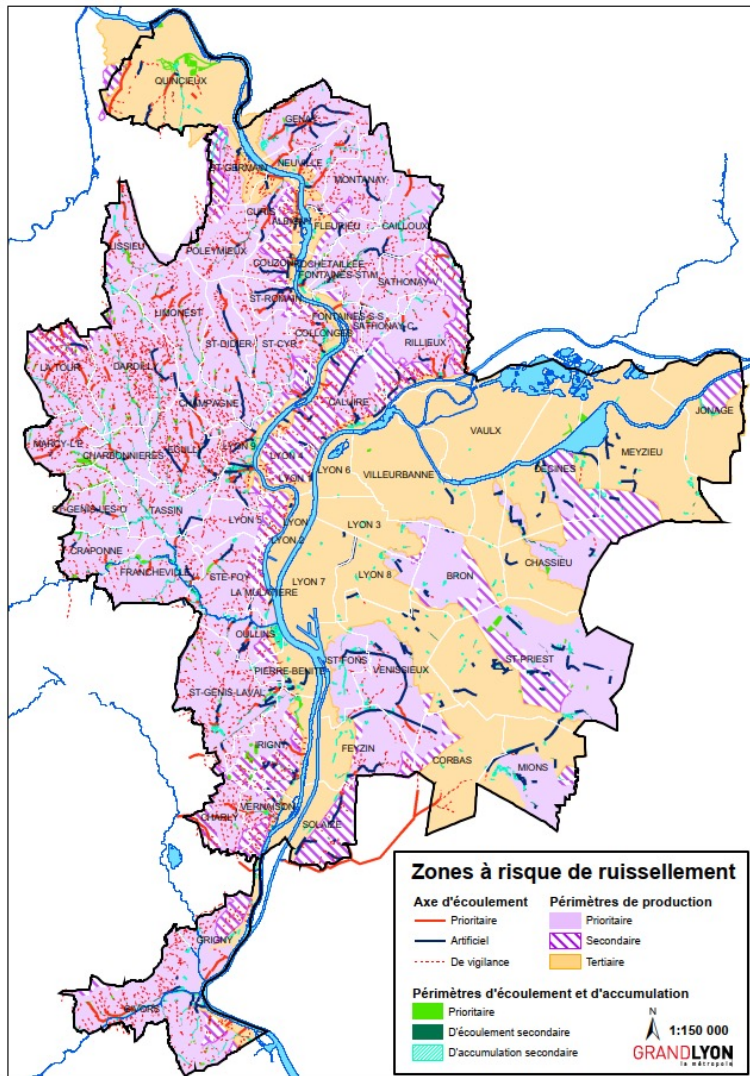 QUINCIEUX
GENAY
NEUVILLE
ST-GERMAIN
MONTANAY
CURIS
FLEURIEU
CAILLOUX
LISSIEU
POLEYMIEUX
COUZON
ROCHETAILLEE
FONTAINES-ST-M
SATHONAY-V
ST-ROMAIN
LIMONEST
FONTAINES-S-S
SATHONAY-C
COLLONGES
ST-DIDIER
ST-CYR
RILLIEUX
LA TOUR
DARDILLY
CHAMPAGNE
CALUIRE
JONAGE
VAULX
MEYZIEU
MARCY-L'E
CHARBONNIERES
ECULLY
LYON 9
LYON 4
LYON 6
VILLEURBANNE
DECINES
LYON 1
ST-GENIS-LES-O
TASSIN
LYON 5
LYON
LYON 3
LYON 2
CRAPONNE
FRANCHEVILLE
STE-FOY
LYON 7
LYON 8
BRON
CHASSIEU
LA MULATIERE
OULLINS
ST-FONS
VENISSIEUX
ST-PRIEST
PIERRE-BENITE
ST-GENIS-LAVAL
IRIGNY
FEYZIN
CORBAS
MIONS
VERNAISON
CHARLY
SOLAIZE
GRIGNY
GIVORS
Zones à risque de ruissellement
Axe d'écoulement
Prioritaire
Artificiel
De vigilance
Périmètres de production
Prioritaire
Secondaire
Tertiaire
Périmètres d'écoulement et d'accumulation
Prioritaire
D'écoulement secondaire
D'accumulation secondaire
N
1:150 000
GRANDLYON
la métropole